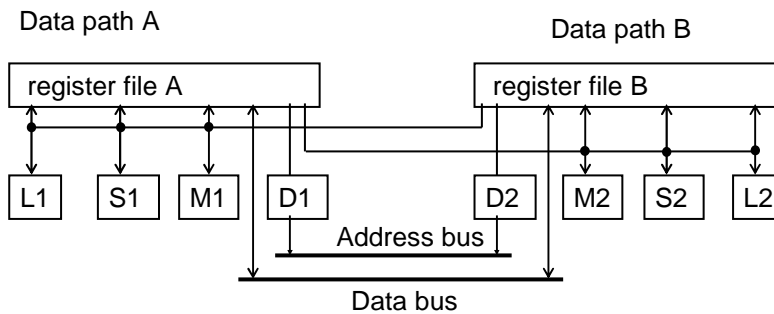 Data path A
Data path B
register file A
register file B
L1
S1
M1
D1
D2
M2
S2
L2
Address bus
Data bus